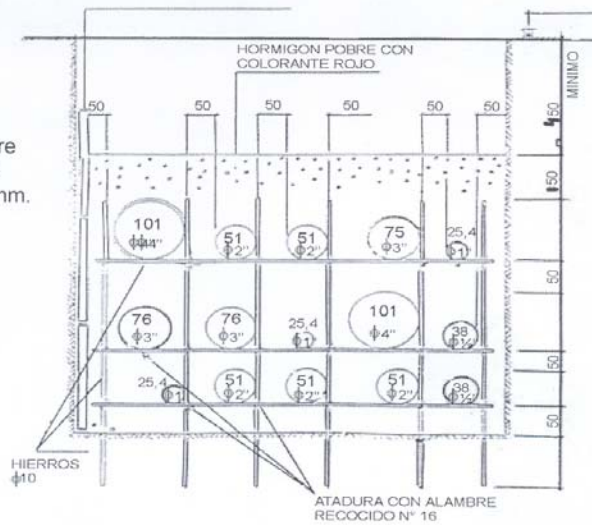 HORMIGON POBRE CON
COLORANTE ROJO
50 50 50 50 50 50
MINIMO
50
50
re
nm.
101 51 51 75 25,4
ϕ4" ϕ2" ϕ2" ϕ3" ϕ1"
50
76 76 25,4 101 38
ϕ3" ϕ3" ϕ1 ϕ4" ϕ1½"
50
25,4 51 51 51 38
ϕ1 ϕ2" ϕ2" ϕ2" ϕ1½"
50
50
HIERROS
ϕ10
ATADURA CON ALAMBRE
RECOCIDO N° 16